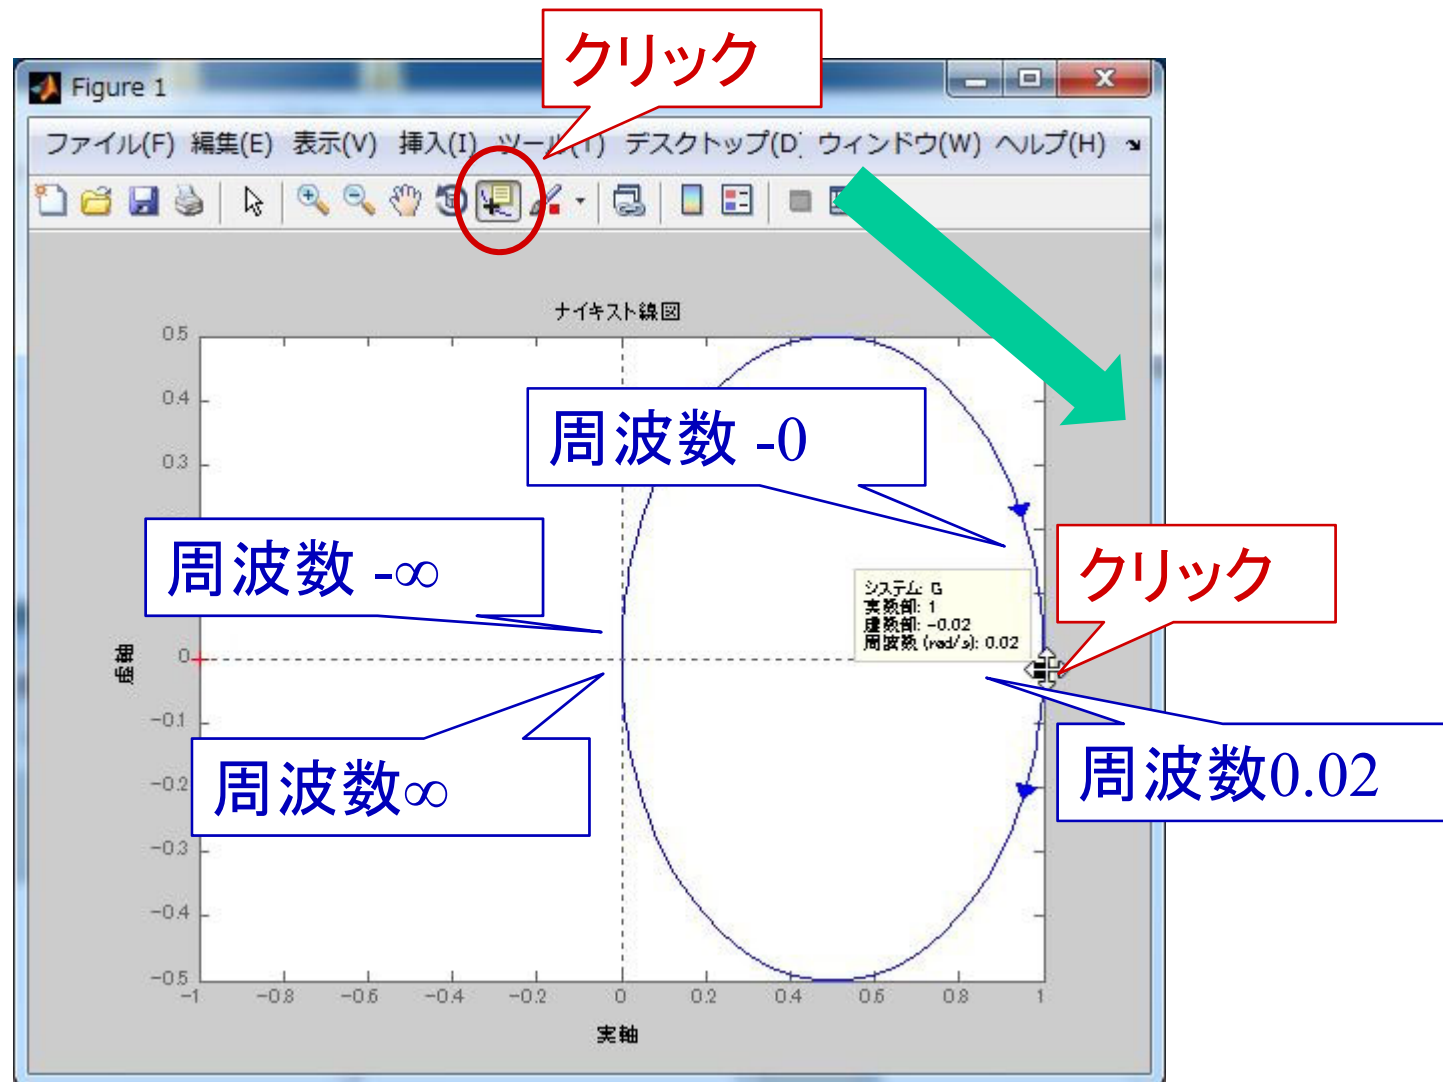 クリック
Figure 1
ファイル(F) 編集(E) 表示(V) 挿入(I) ツール(T) デスクトップ(D) ウィンドウ(W) ヘルプ(H)
ナイキスト線図
0.5
0.4
周波数 -0
0.3
周波数 -∞
クリック
システム: G
実数部: 1
虚数部: -0.02
周波数 (rad/s): 0.02
虚軸
0
-0.1
周波数∞
周波数0.02
-0.2
-0.3
-0.4
-0.5
-1 -0.8 -0.6 -0.4 -0.2 0 0.2 0.4 0.6 0.8 1
実軸